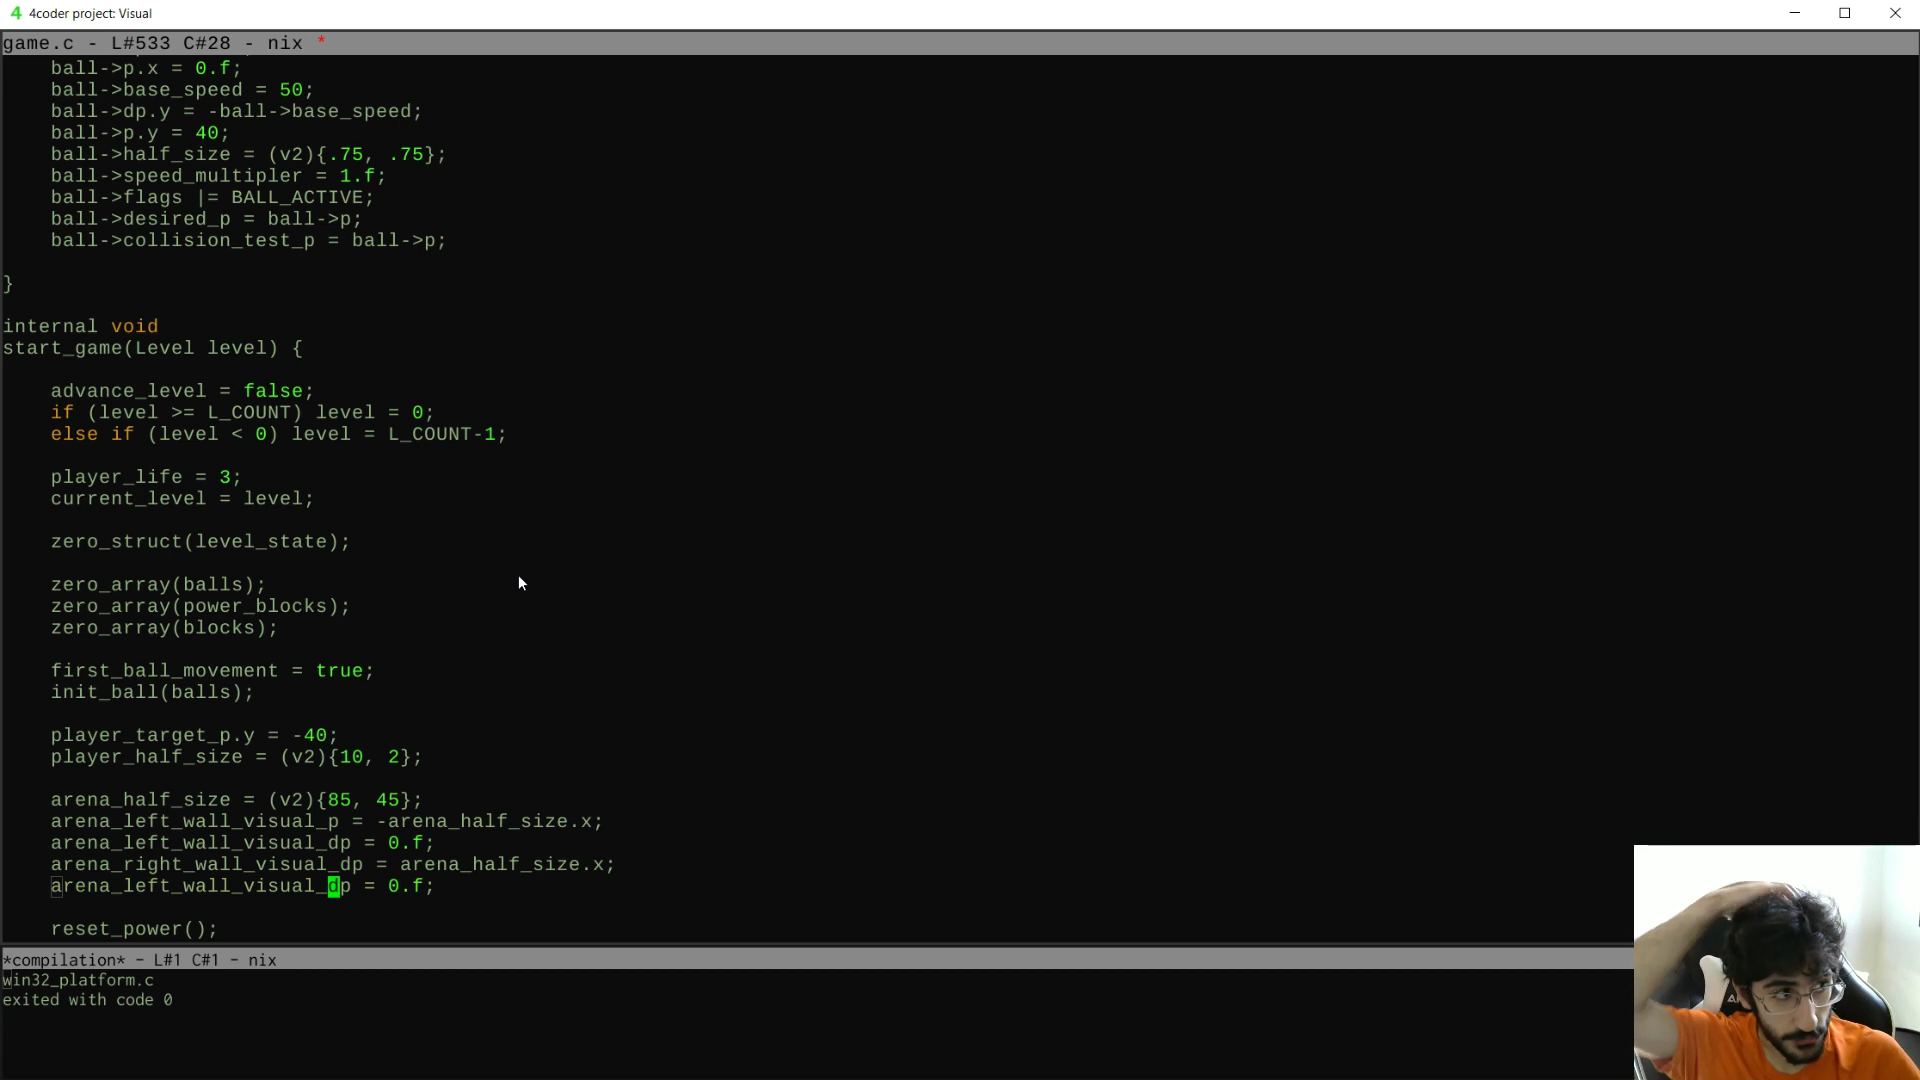 4 4coder project: Visual
game.c - L#533 C#28 - nix *
ball->p.x = 0.f;
ball->base_speed = 50;
ball->dp.y = -ball->base_speed;
ball->p.y = 40;
ball->half_size = (v2){.75, .75};
ball->speed_multipler = 1.f;
ball->flags |= BALL_ACTIVE;
ball->desired_p = ball->p;
ball->collision_test_p = ball->p;
}
internal void
start_game(Level level) {
advance_level = false;
if (level >= L_COUNT) level = 0;
else if (level < 0) level = L_COUNT-1;
player_life = 3;
current_level = level;
zero_struct(level_state);
zero_array(balls);
zero_array(power_blocks);
zero_array(blocks);
first_ball_movement = true;
init_ball(balls);
player_target_p.y = -40;
player_half_size = (v2){10, 2};
arena_half_size = (v2){85, 45};
arena_left_wall_visual_p = -arena_half_size.x;
arena_left_wall_visual_dp = 0.f;
arena_right_wall_visual_dp = arena_half_size.x;
arena_left_wall_visual_dp = 0.f;
reset_power();
*compilation* - L#1 C#1 - nix
win32_platform.c
exited with code 0